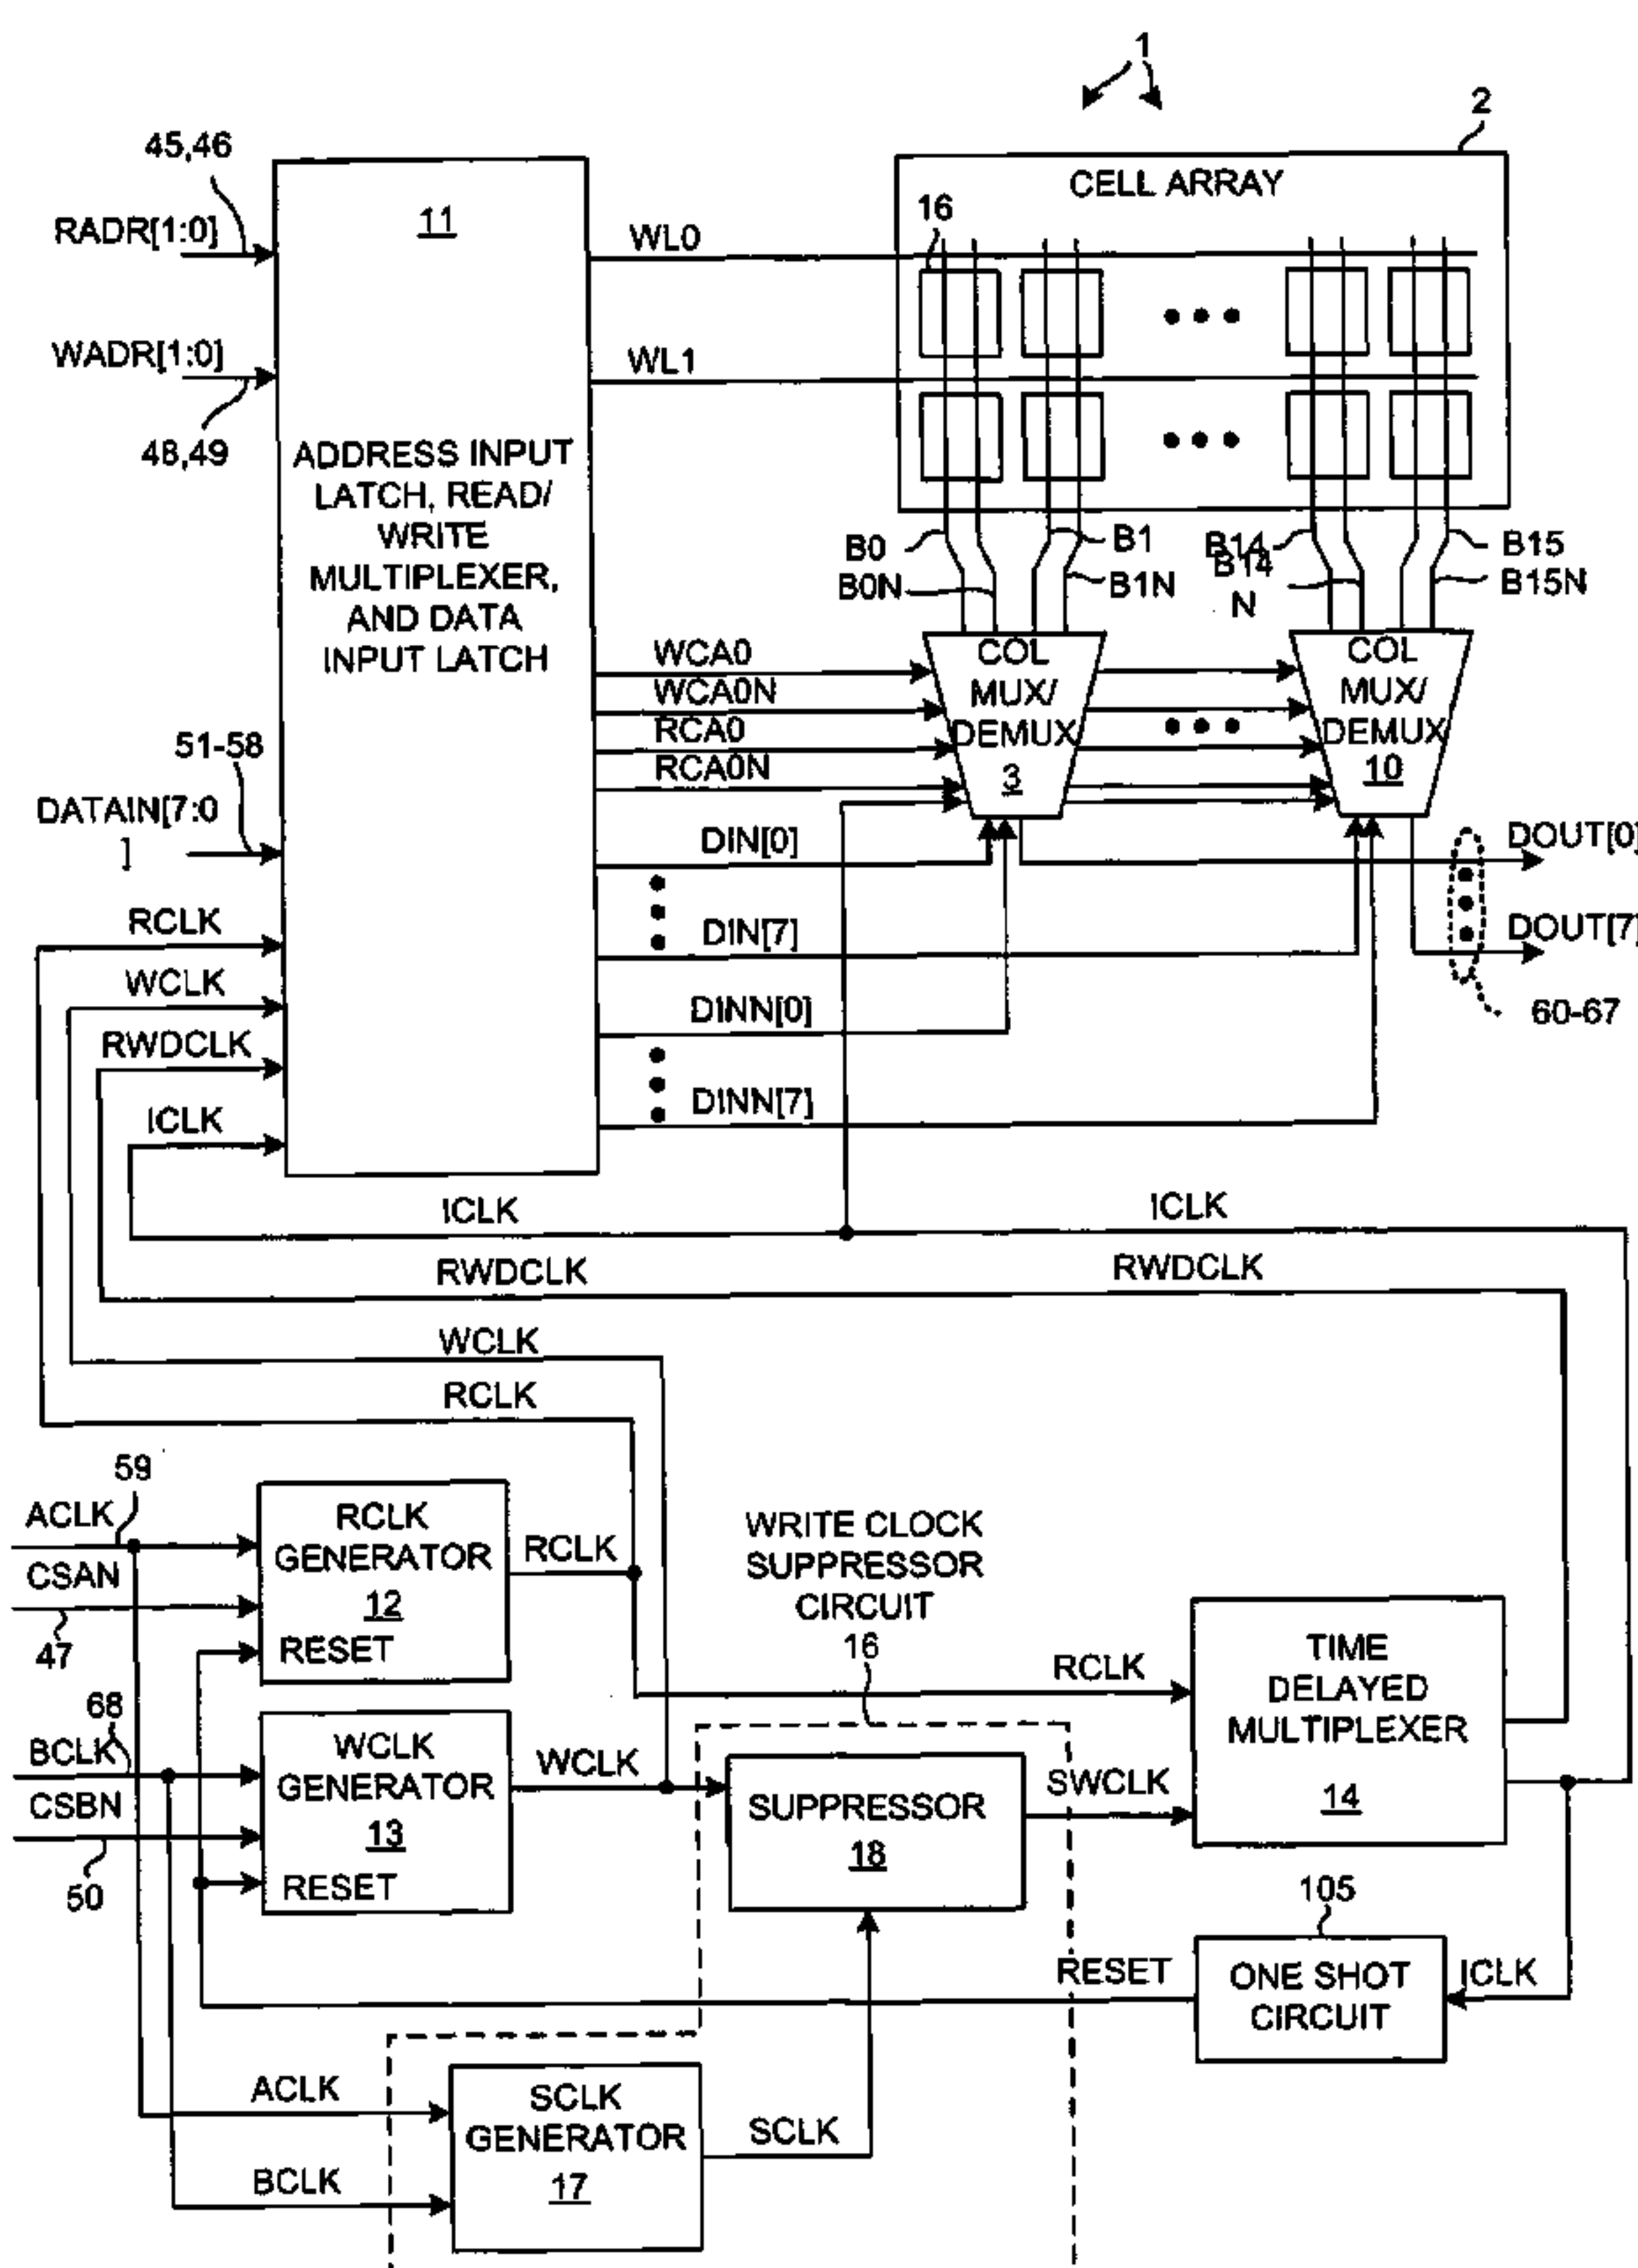 1
2
CELL ARRAY
16
45,46
RADR[1:0]
11
WL0
WADR[1:0]
WL1
48,49
ADDRESS INPUT
LATCH, READ/
WRITE
MULTIPLEXER,
AND DATA
INPUT LATCH
B0
B0N
B1
B1N
B14
B14
N
B15
B15N
WCA0
WCA0N
RCA0
RCA0N
COL
MUX/
DEMUX
3
COL
MUX/
DEMUX
10
51-58
DATAIN[7:0
]
DIN[0]
DOUT[0]
RCLK
DIN[7]
DOUT[7]
WCLK
DINN[0]
60-67
RWDCLK
DINN[7]
ICLK
ICLK
ICLK
RWDCLK
RWDCLK
WCLK
RCLK
59
ACLK
CSAN
47
RCLK
GENERATOR
12
RESET
RCLK
WRITE CLOCK
SUPPRESSOR
CIRCUIT
16
RCLK
TIME
DELAYED
MULTIPLEXER
14
68
BCLK
CSBN
50
WCLK
GENERATOR
13
RESET
WCLK
SUPPRESSOR
18
SWCLK
105
RESET
ONE SHOT
CIRCUIT
ICLK
ACLK
BCLK
SCLK
GENERATOR
17
SCLK